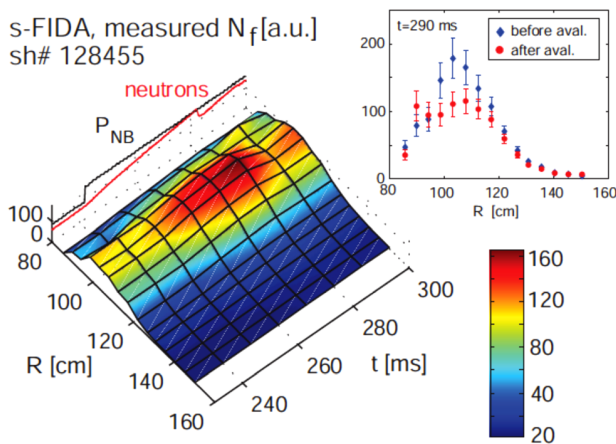 s-FIDA, measured Nf [a.u.]
sh# 128455
neutrons
PNB
100
0
80
100
120
140
160
R [cm]
240
260
280
300
t [ms]
t=290 ms
before aval.
after aval.
200
100
0
80
100
120
140
160
R [cm]
160
120
80
40
20